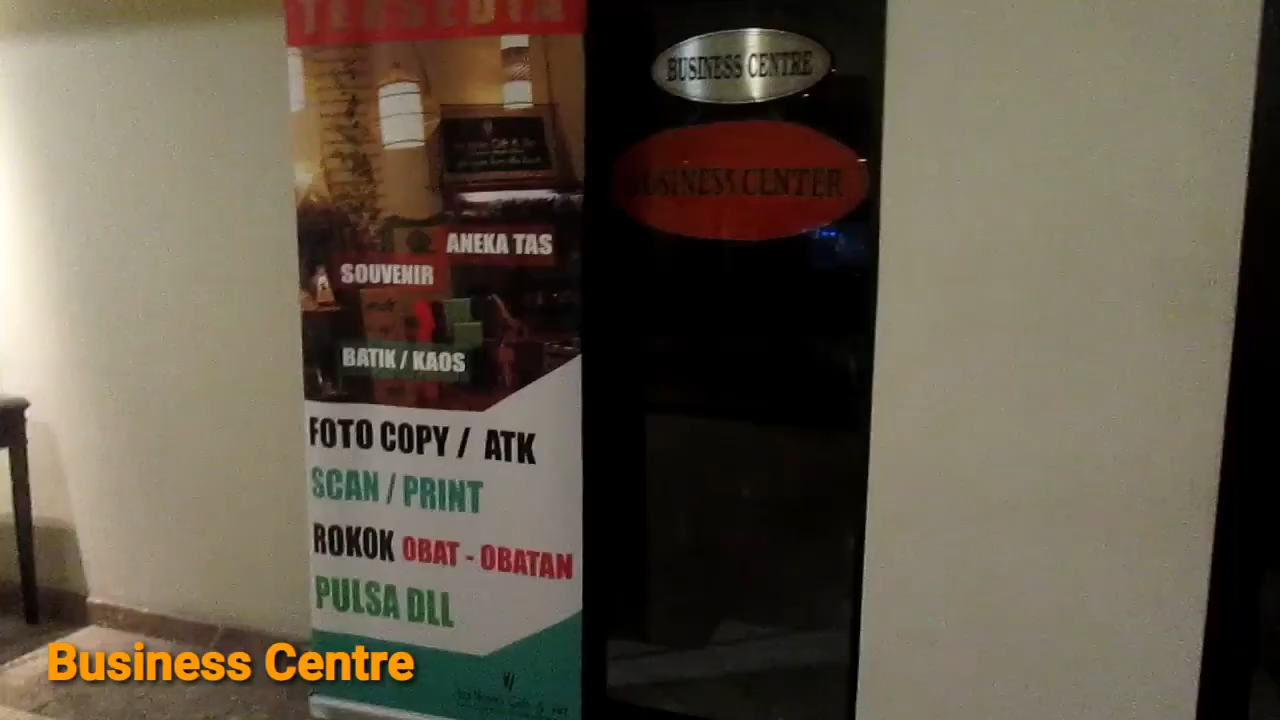 TERSEDIA
ANEKA TAS
SOUVENIR
BATIK / KAOS
FOTO COPY / ATK
SCAN / PRINT
ROKOK OBAT - OBATAN
PULSA DLL
BUSINESS CENTRE
BUSINESS CENTER
Business Centre